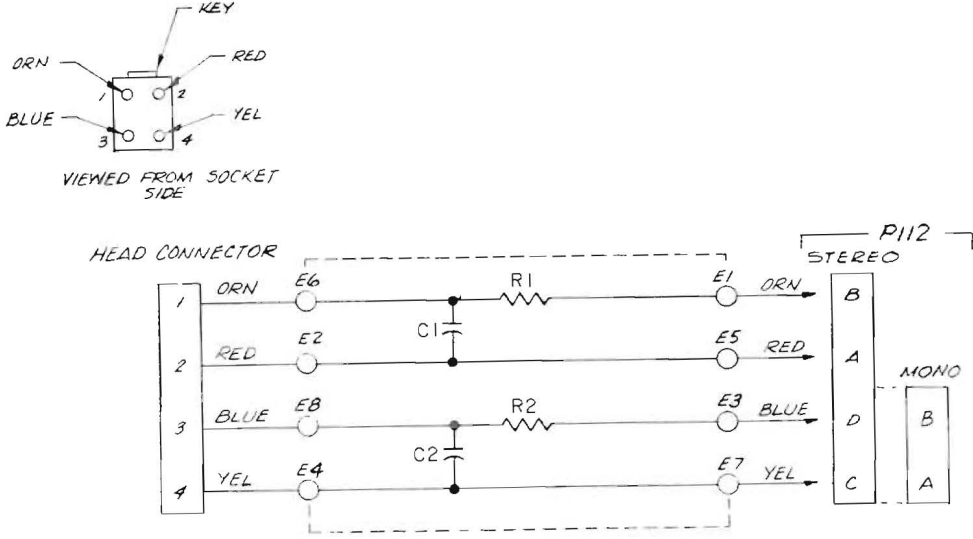 KEY
ORN
RED
1
2
BLUE
YEL
3
4
VIEWED FROM SOCKET
SIDE
P112
HEAD CONNECTOR
STEREO
1 ORN E6 R1 E1 ORN B
C1
2 RED E2 E5 RED A
MONO
3 BLUE E8 R2 E3 BLUE D B
C2
4 YEL E4 E7 YEL C A